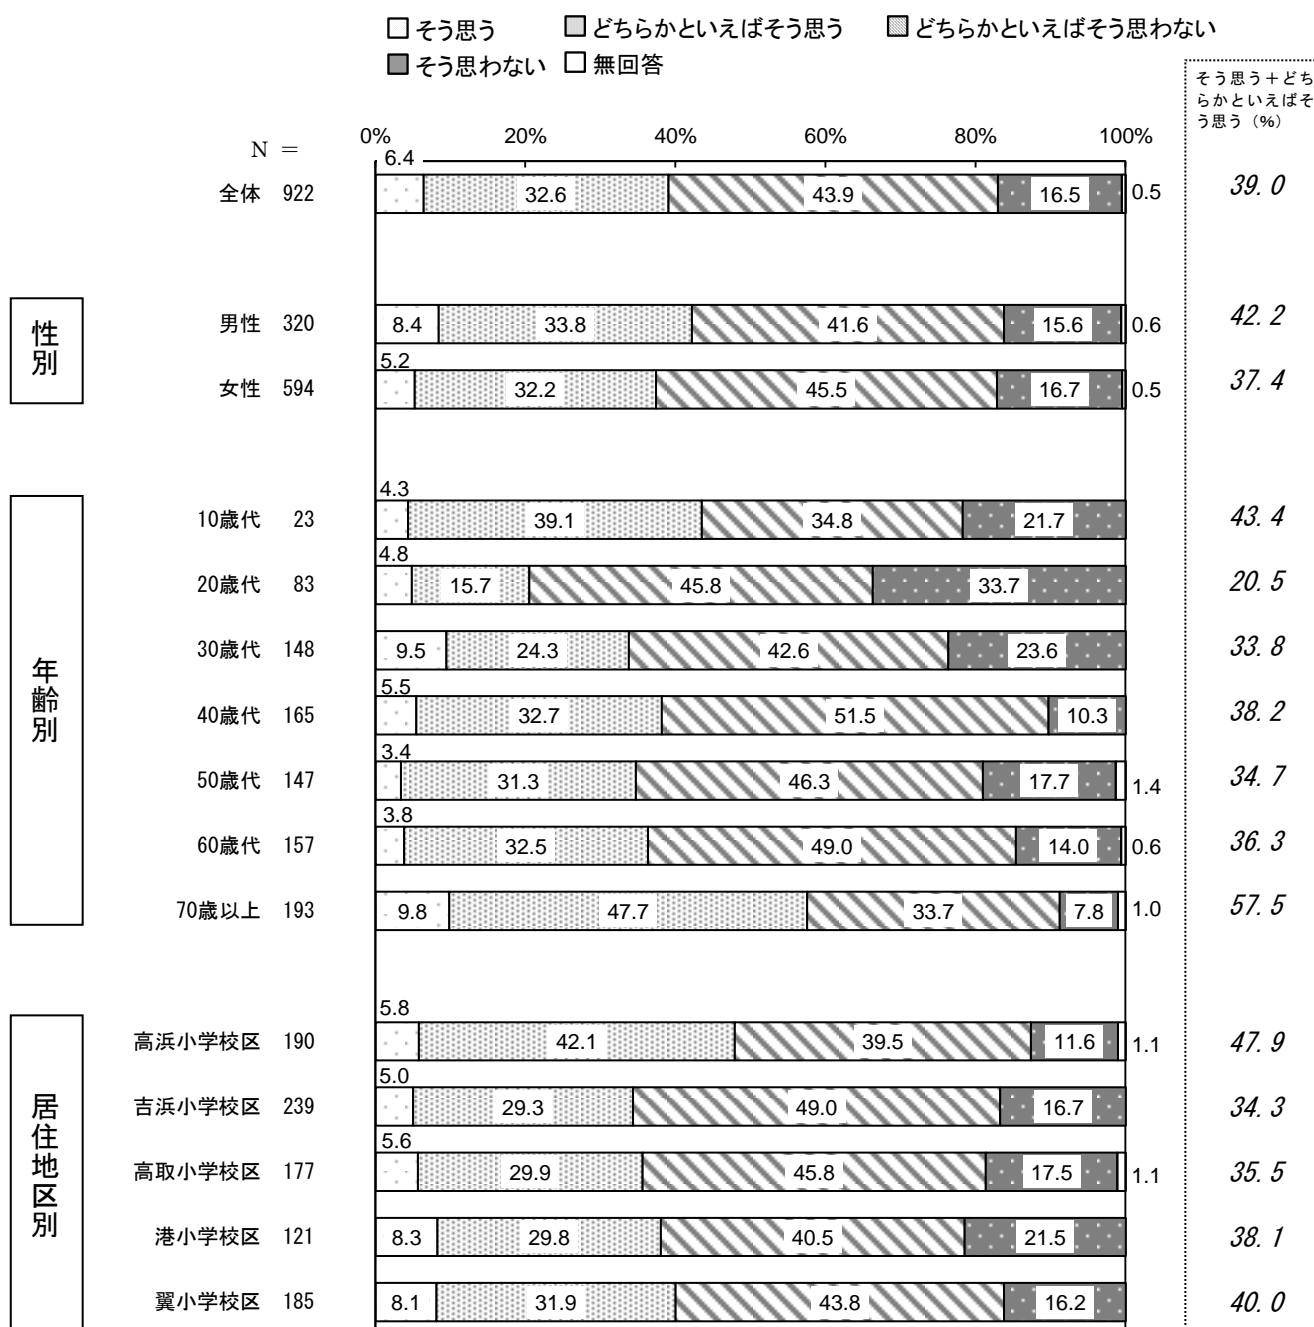 そう思う どちらかといえばそう思う どちらかといえばそう思わない
そう思わない 無回答
そう思う＋どち
らかといえばそ
う思う（%）
0% 20% 40% 60% 80% 100%
N =
全体 922 6.4 32.6 43.9 16.5 0.5 39.0
性別
男性 320 8.4 33.8 41.6 15.6 0.6 42.2
女性 594 5.2 32.2 45.5 16.7 0.5 37.4
年齢別
10歳代 23 4.3 39.1 34.8 21.7 43.4
20歳代 83 4.8 15.7 45.8 33.7 20.5
30歳代 148 9.5 24.3 42.6 23.6 33.8
40歳代 165 5.5 32.7 51.5 10.3 38.2
50歳代 147 3.4 31.3 46.3 17.7 1.4 34.7
60歳代 157 3.8 32.5 49.0 14.0 0.6 36.3
70歳以上 193 9.8 47.7 33.7 7.8 1.0 57.5
居住地区別
高浜小学校区 190 5.8 42.1 39.5 11.6 1.1 47.9
吉浜小学校区 239 5.0 29.3 49.0 16.7 34.3
高取小学校区 177 5.6 29.9 45.8 17.5 1.1 35.5
港小学校区 121 8.3 29.8 40.5 21.5 38.1
翼小学校区 185 8.1 31.9 43.8 16.2 40.0